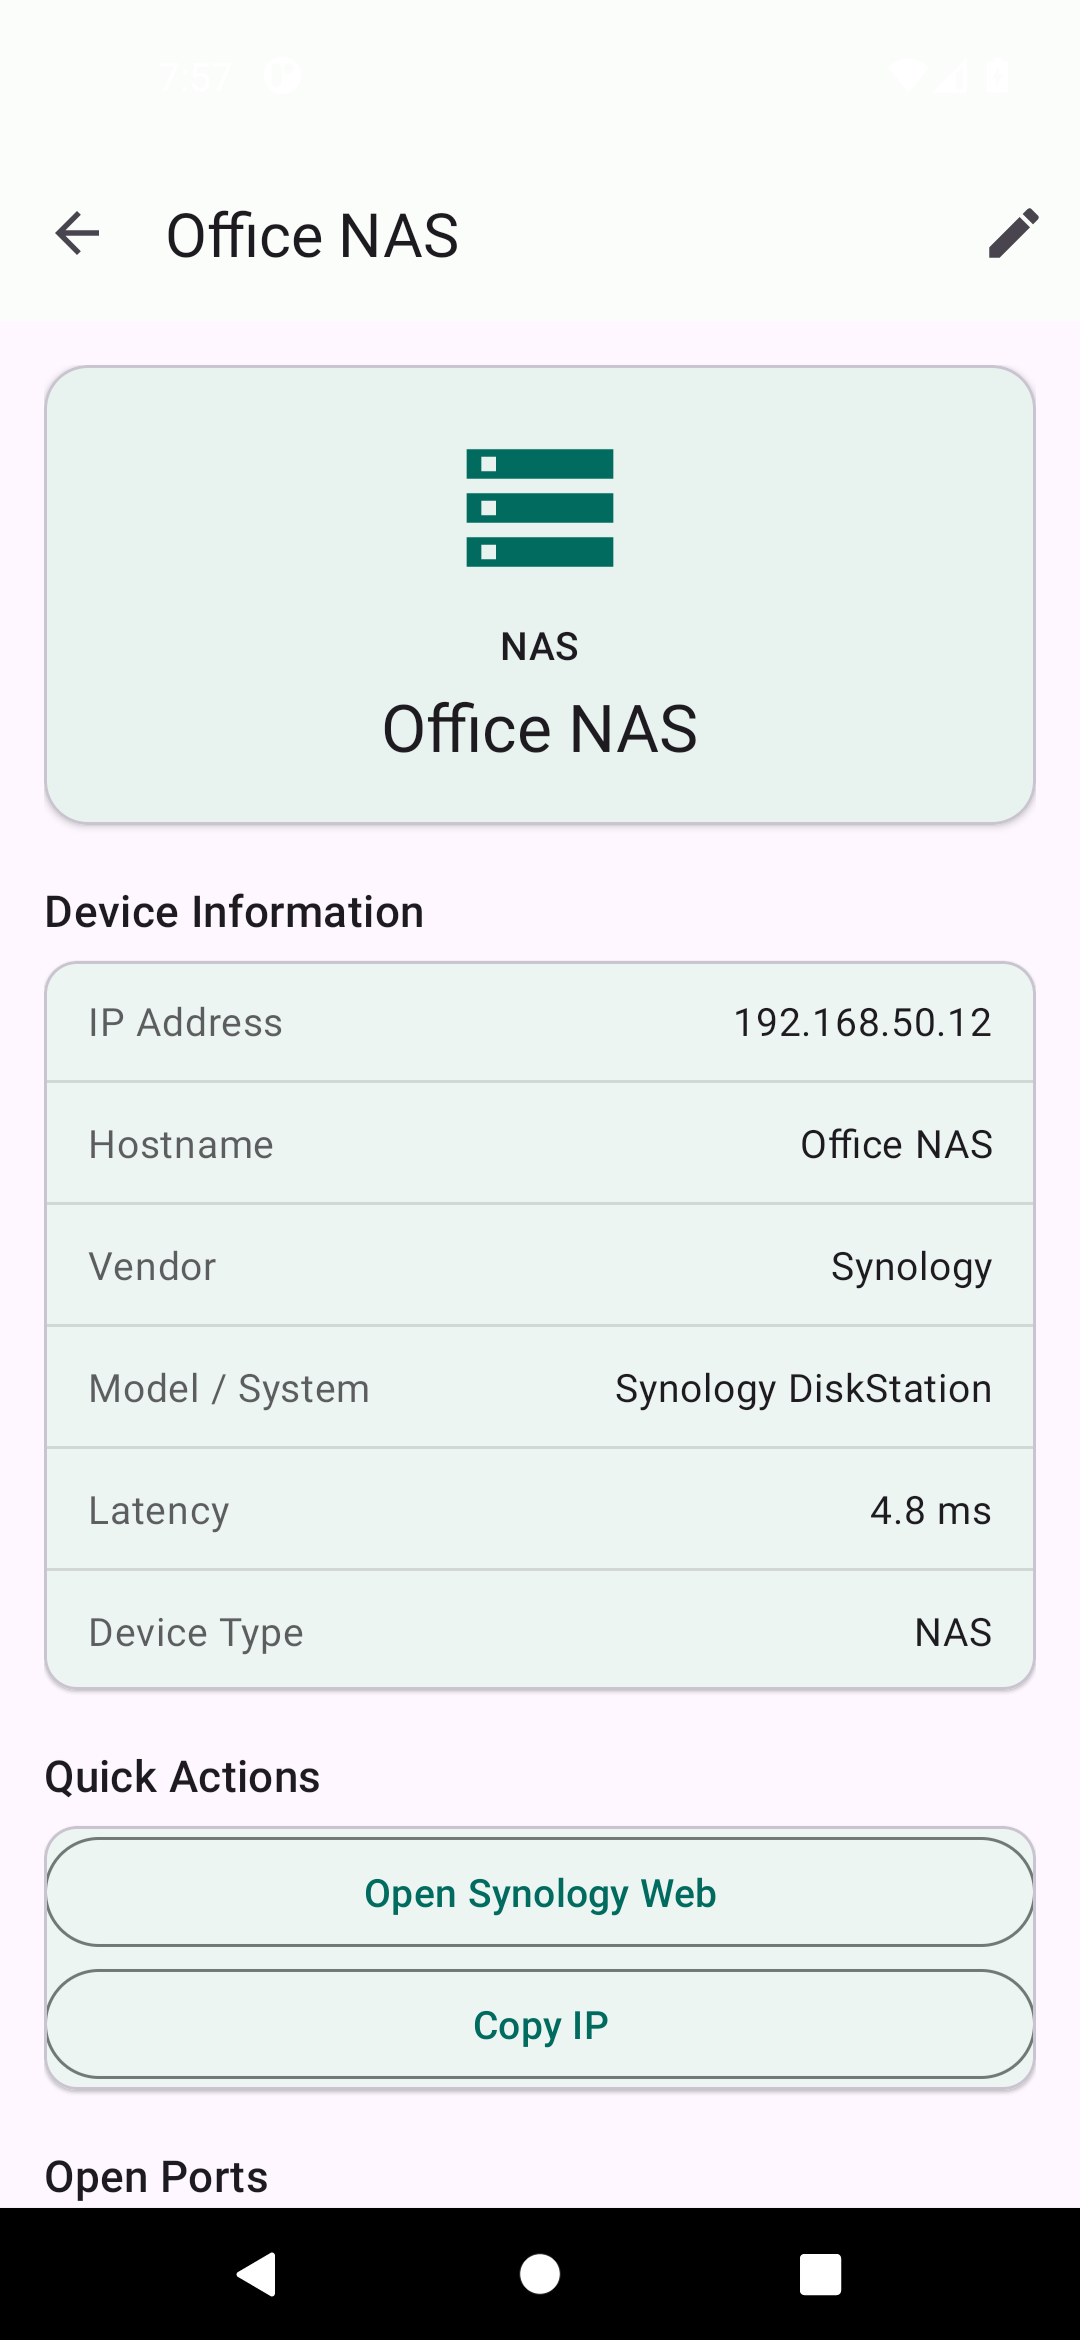 7:57
Office NAS
NAS
Office NAS
Device Information
IP Address 192.168.50.12
Hostname Office NAS
Vendor Synology
Model / System Synology DiskStation
Latency 4.8 ms
Device Type NAS
Quick Actions
Open Synology Web
Copy IP
Open Ports